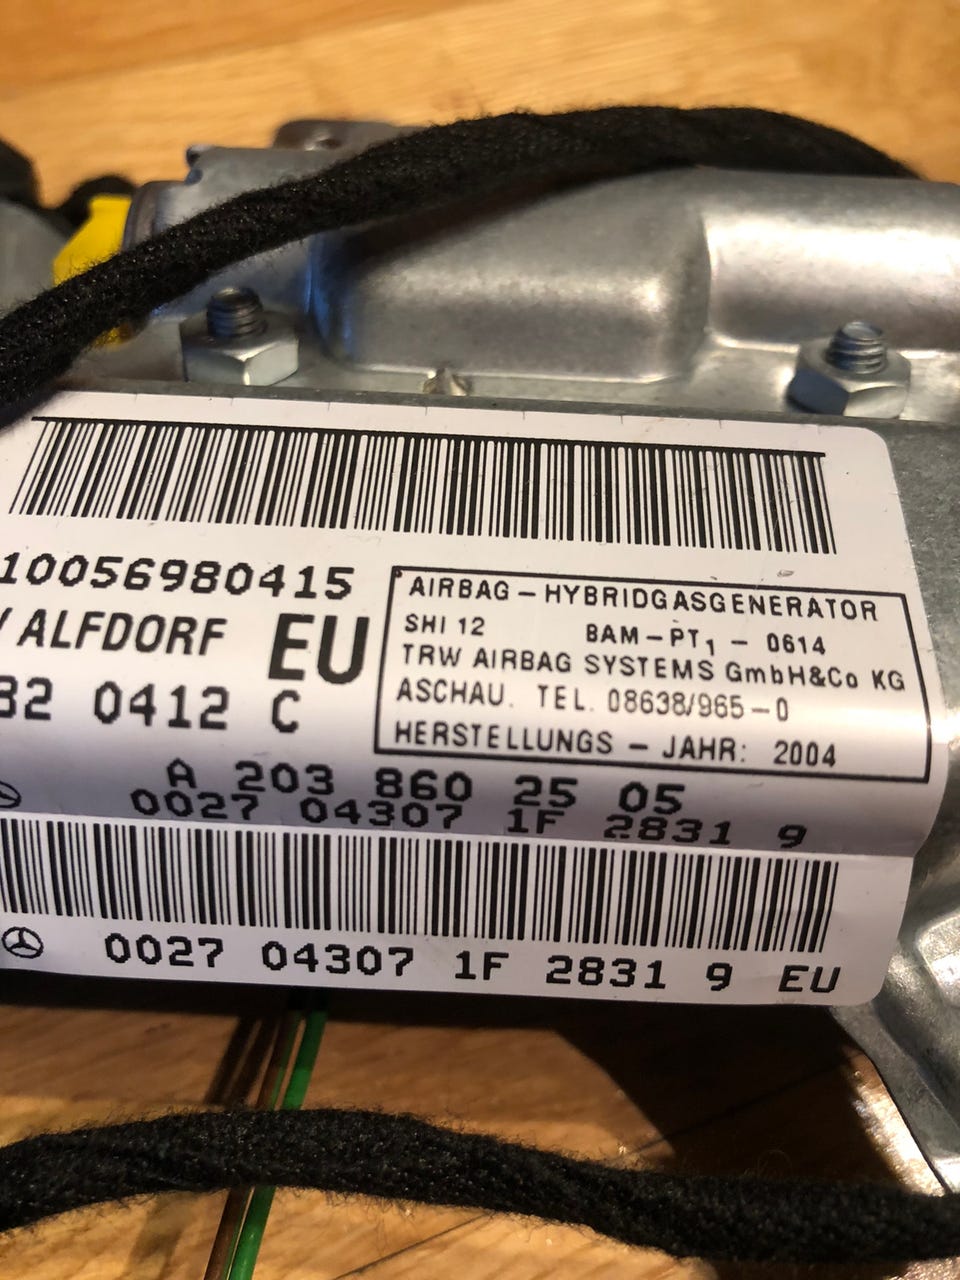 10056980415
ALFDORF EU
32 0412 C
AIRBAG – HYBRIDGASGENERATOR
SHI 12 BAM – PT1 – 0614
TRW AIRBAG SYSTEMS GmbH&Co KG
ASCHAU. TEL. 08638/965–0
HERSTELLUNGS – JAHR: 2004
A 203 860 25 05
0027 04307 1F 2831 9
0027 04307 1F 2831 9 EU